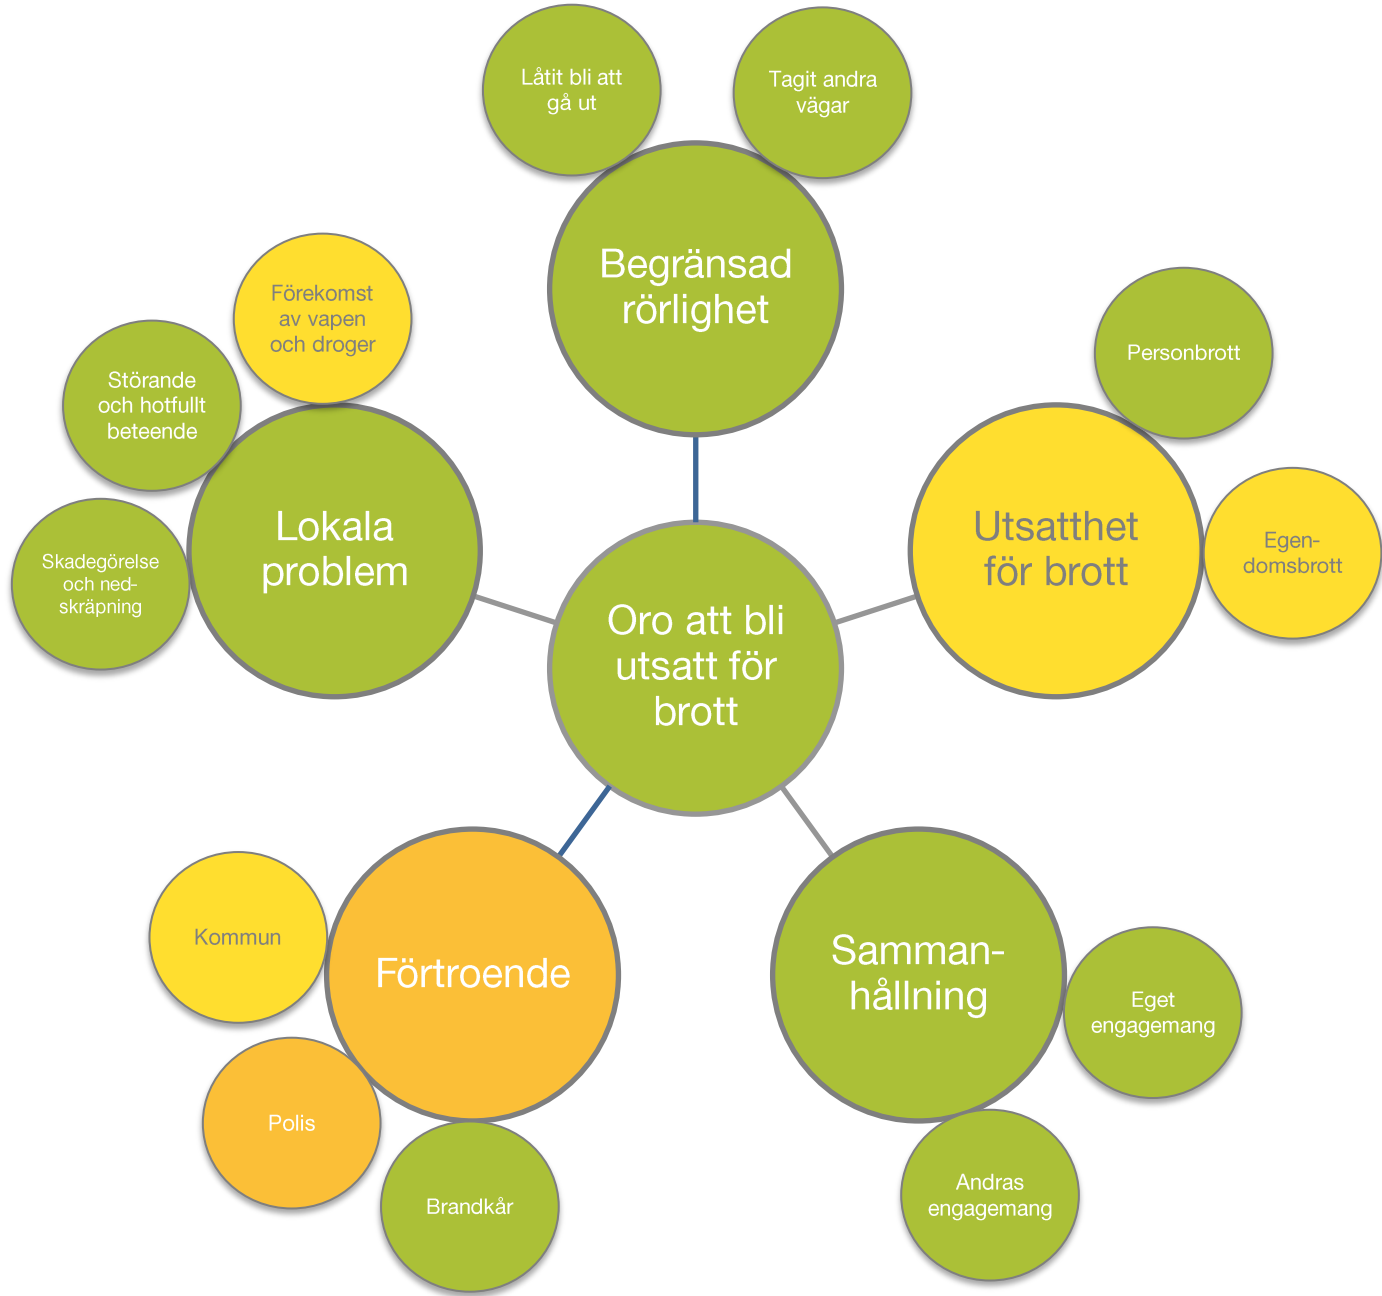 Låtit bli att
gå ut
Tagit andra
vägar
Begränsad
rörlighet
Förekomst
av vapen
och droger
Störande
och hotfullt
beteende
Skadegörelse
och ned-
skräpning
Lokala
problem
Personbrott
Egen-
domsbrott
Utsatthet
för brott
Oro att bli
utsatt för
brott
Kommun
Polis
Brandkår
Förtroende
Samman-
hållning
Eget
engagemang
Andras
engagemang